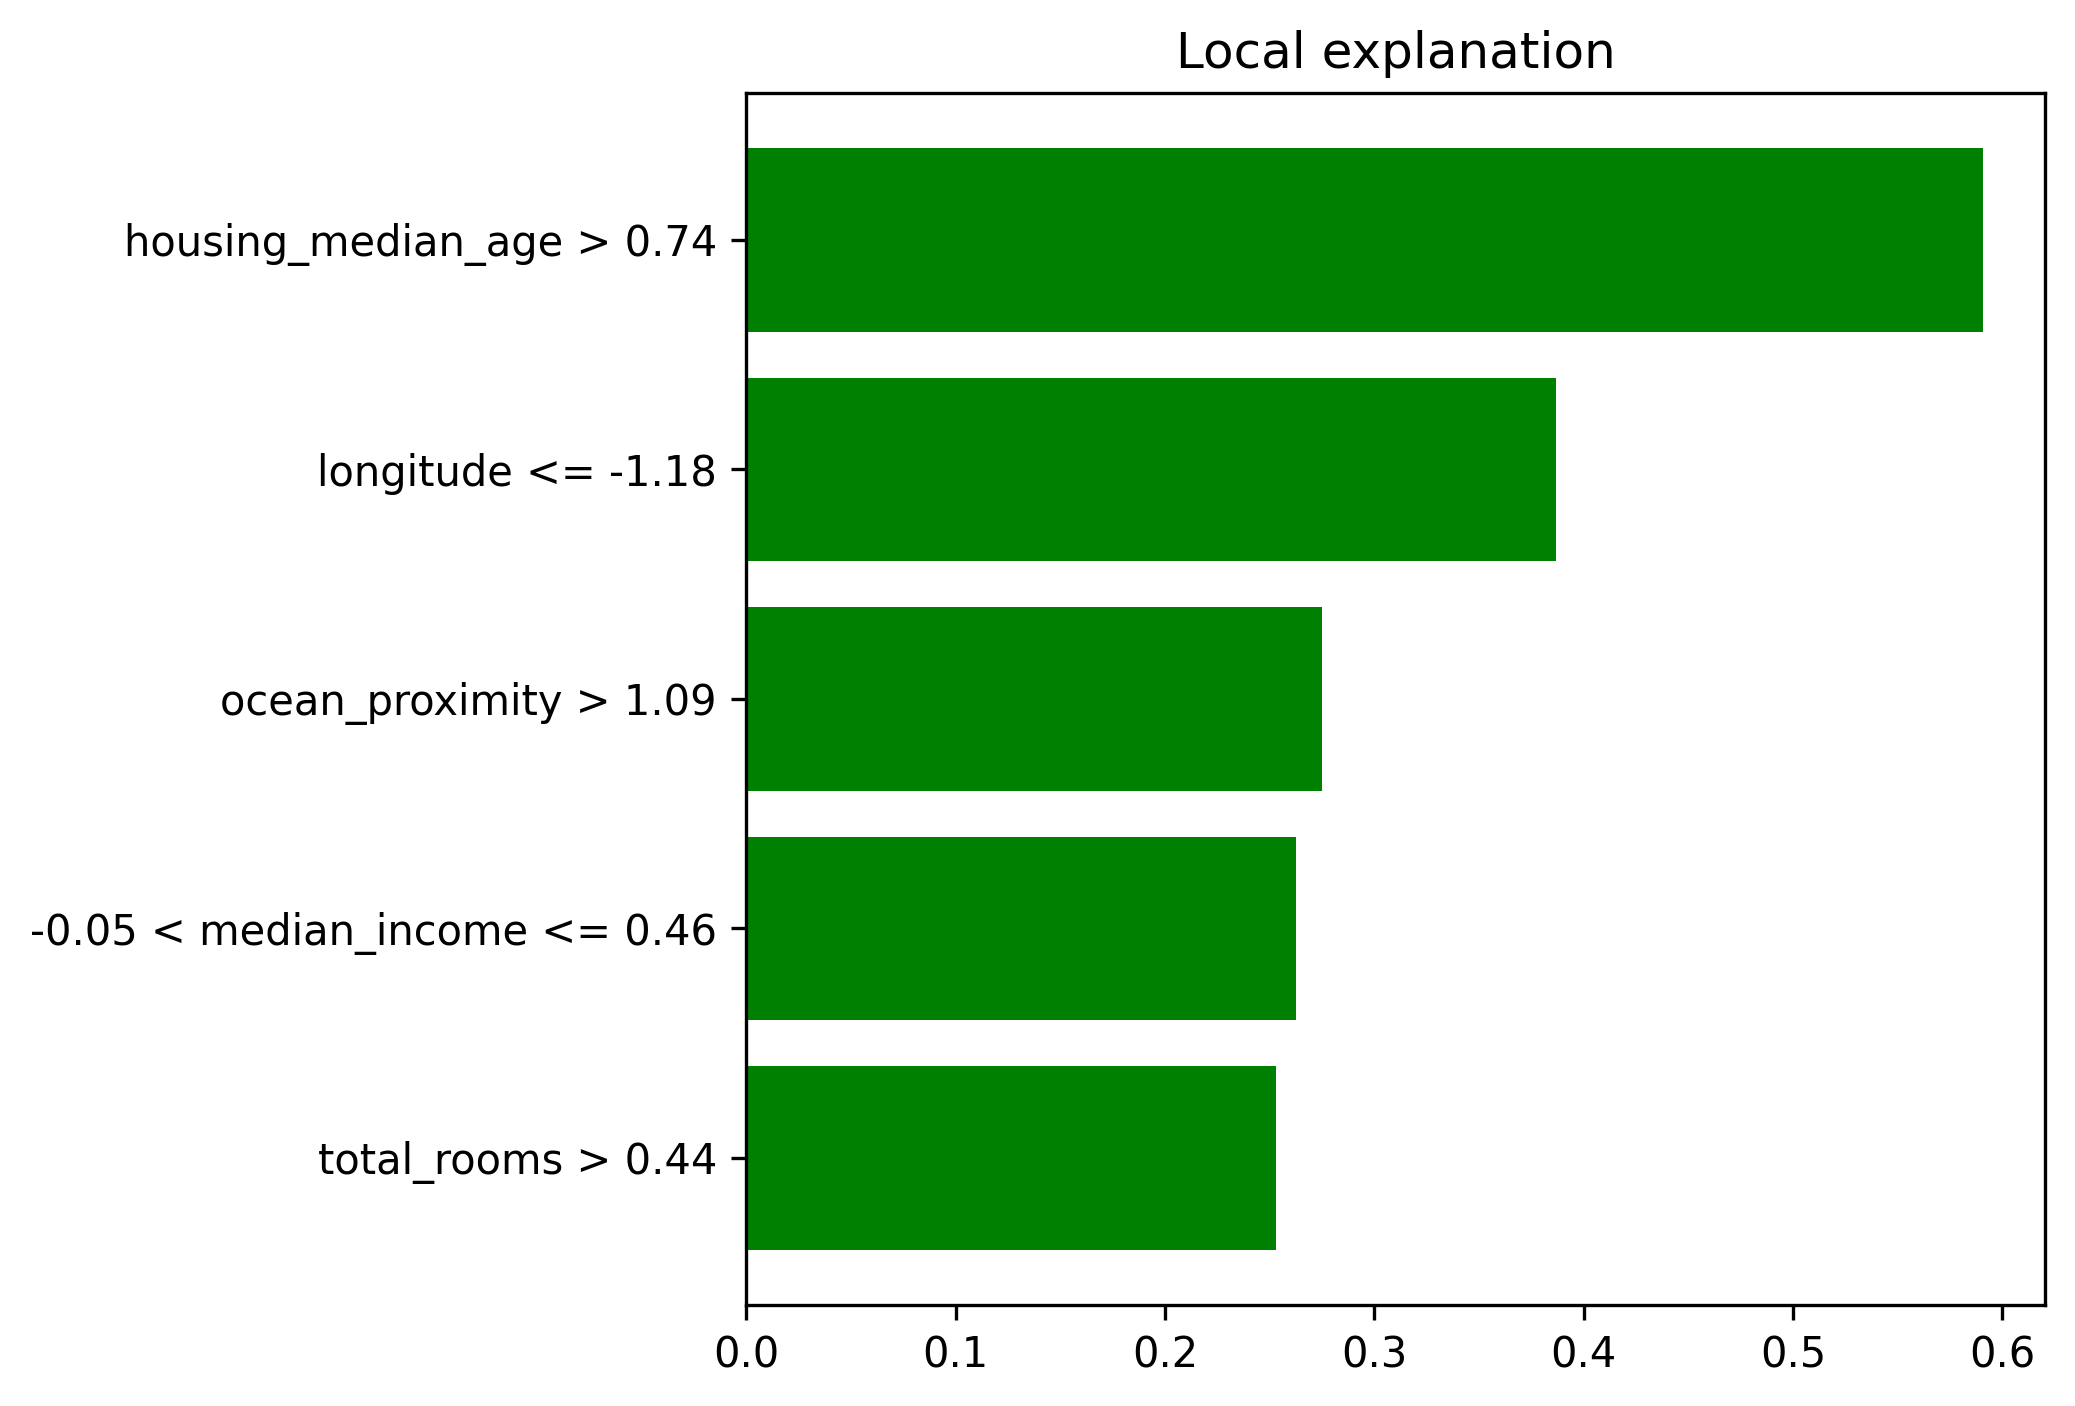 Local explanation
housing_median_age > 0.74
longitude <= -1.18
ocean_proximity > 1.09
-0.05 < median_income <= 0.46
total_rooms > 0.44
0.0 0.1 0.2 0.3 0.4 0.5 0.6